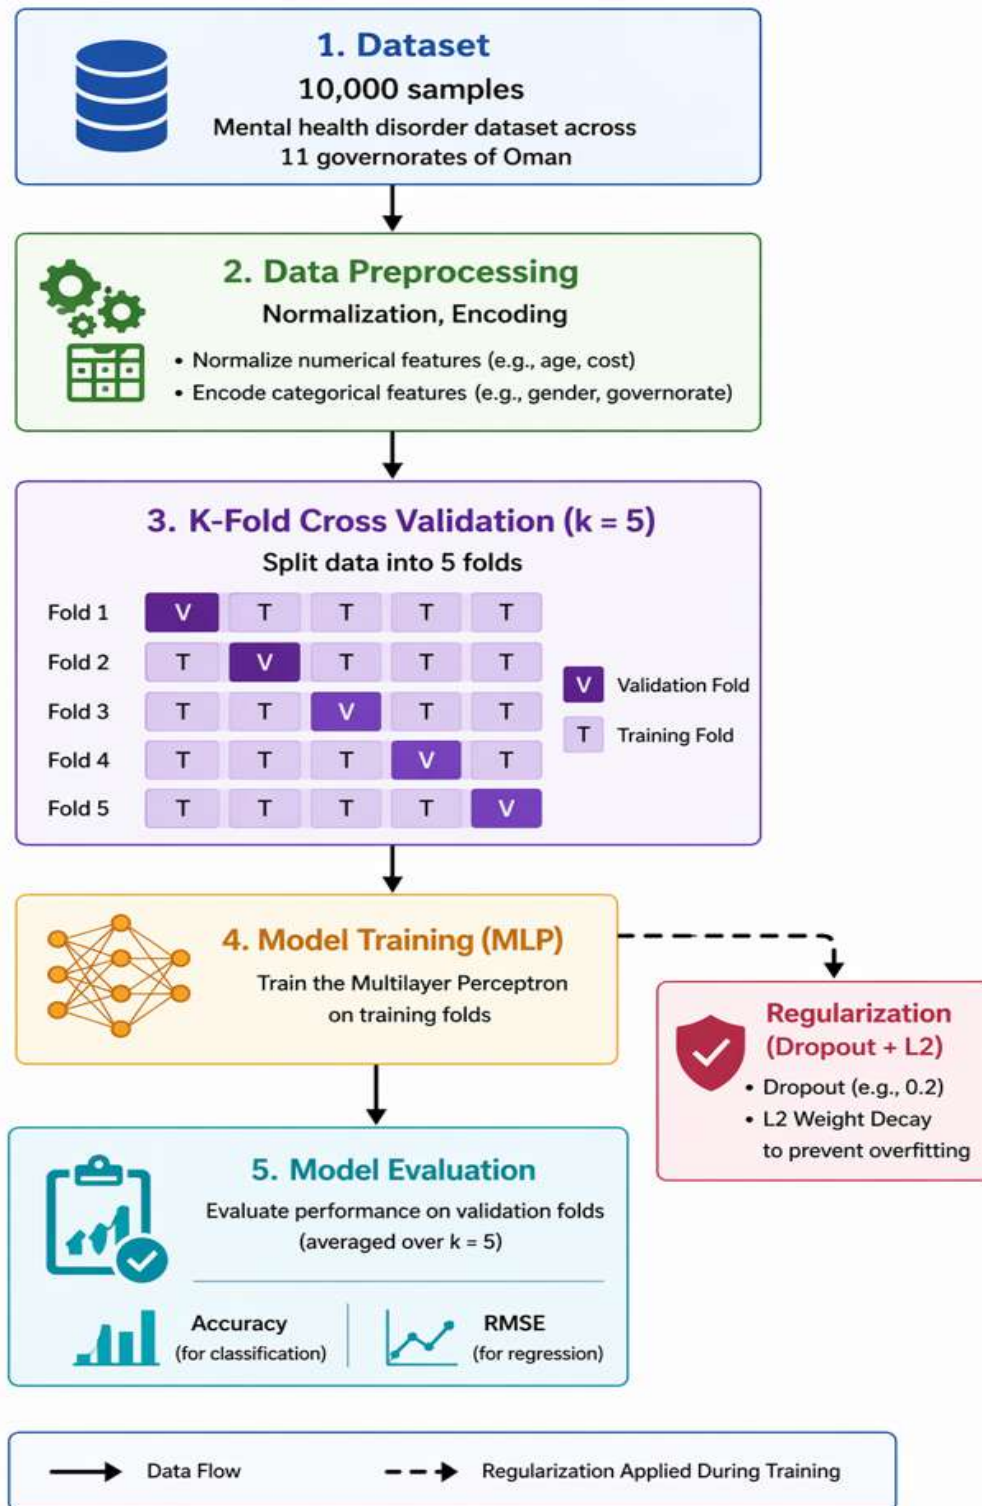 1. Dataset
10,000 samples
Mental health disorder dataset across
11 governorates of Oman
2. Data Preprocessing
Normalization, Encoding
• Normalize numerical features (e.g., age, cost)
• Encode categorical features (e.g., gender, governorate)
3. K-Fold Cross Validation (k = 5)
Split data into 5 folds
Fold 1 V T T T T
Fold 2 T V T T T
Fold 3 T T V T T
Fold 4 T T T V T
Fold 5 T T T T V
V Validation Fold
T Training Fold
4. Model Training (MLP)
Train the Multilayer Perceptron
on training folds
Regularization
(Dropout + L2)
• Dropout (e.g., 0.2)
• L2 Weight Decay
to prevent overfitting
5. Model Evaluation
Evaluate performance on validation folds
(averaged over k = 5)
Accuracy
(for classification)
RMSE
(for regression)
Data Flow
Regularization Applied During Training